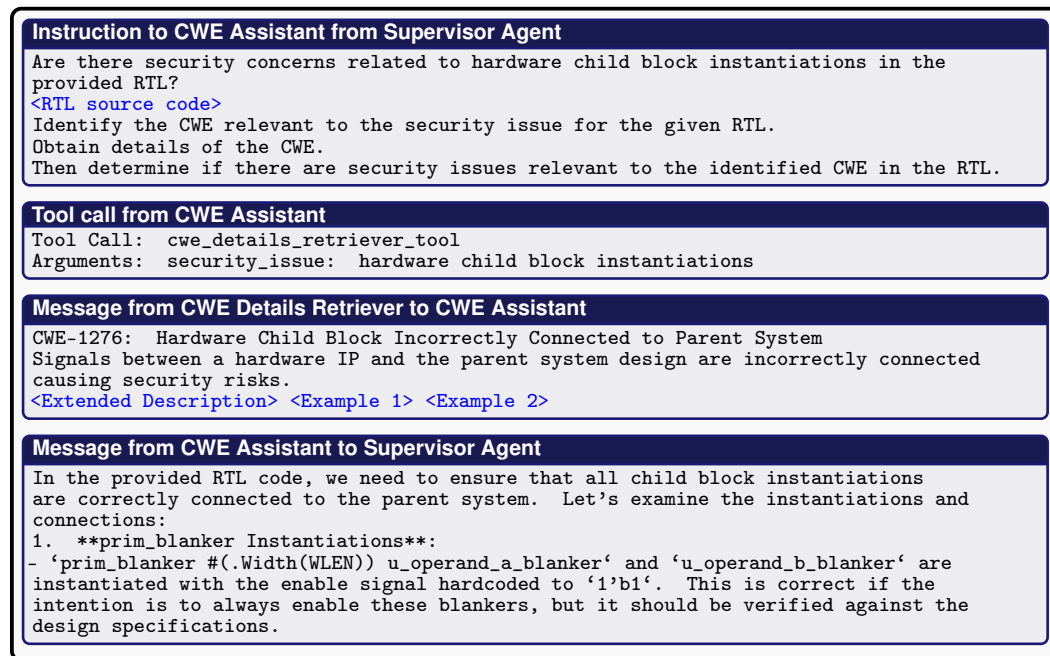 Instruction to CWE Assistant from Supervisor Agent
Are there security concerns related to hardware child block instantiations in the
provided RTL?
<RTL source code>
Identify the CWE relevant to the security issue for the given RTL.
Obtain details of the CWE.
Then determine if there are security issues relevant to the identified CWE in the RTL.
Tool call from CWE Assistant
Tool Call: cwe_details_retriever_tool
Arguments: security_issue: hardware child block instantiations
Message from CWE Details Retriever to CWE Assistant
CWE-1276: Hardware Child Block Incorrectly Connected to Parent System
Signals between a hardware IP and the parent system design are incorrectly connected
causing security risks.
<Extended Description> <Example 1> <Example 2>
Message from CWE Assistant to Supervisor Agent
In the provided RTL code, we need to ensure that all child block instantiations
are correctly connected to the parent system. Let's examine the instantiations and
connections:
1. **prim_blanker Instantiations**:
- ‘prim_blanker #(.Width(WLEN)) u_operand_a_blanker‘ and ‘u_operand_b_blanker‘ are
instantiated with the enable signal hardcoded to ‘1'b1‘. This is correct if the
intention is to always enable these blankers, but it should be verified against the
design specifications.